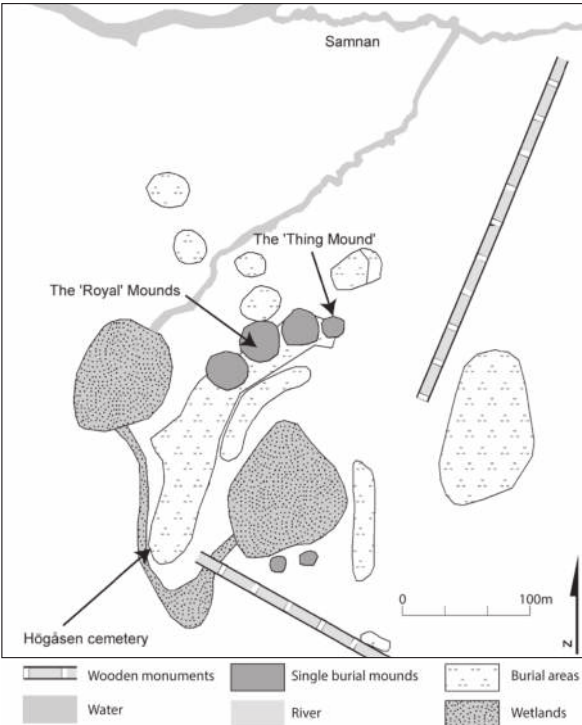 Samnan
The 'Thing Mound'
The 'Royal' Mounds
Högåsen cemetery
0 100m
N
Wooden monuments
Single burial mounds
Burial areas
Water
River
Wetlands